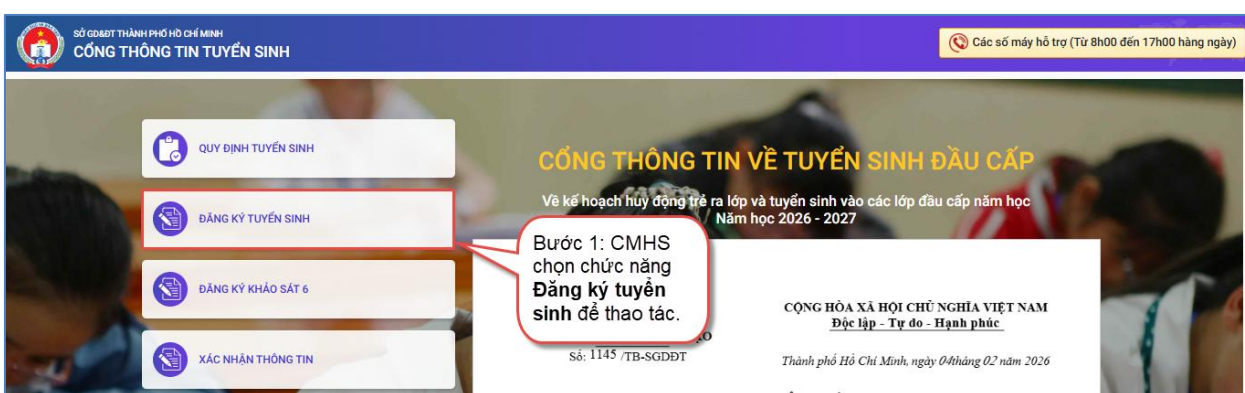 SỞ GD&ĐT THÀNH PHỐ HỒ CHÍ MINH
CỔNG THÔNG TIN TUYỂN SINH
Các số máy hỗ trợ (Từ 8h00 đến 17h00 hàng ngày)
QUY ĐỊNH TUYỂN SINH
ĐĂNG KÝ TUYỂN SINH
ĐĂNG KÝ KHẢO SÁT 6
XÁC NHẬN THÔNG TIN
CỔNG THÔNG TIN VỀ TUYỂN SINH ĐẦU CẤP
Về kế hoạch huy động trẻ ra lớp và tuyển sinh vào các lớp đầu cấp năm học
Năm học 2026 - 2027
Bước 1: CMHS
chọn chức năng
Đăng ký tuyển
sinh để thao tác.
Số: 1145 /TB-SGDĐT
CỘNG HÒA XÃ HỘI CHỦ NGHĨA VIỆT NAM
Độc lập - Tự do - Hạnh phúc
Thành phố Hồ Chí Minh, ngày 04tháng 02 năm 2026